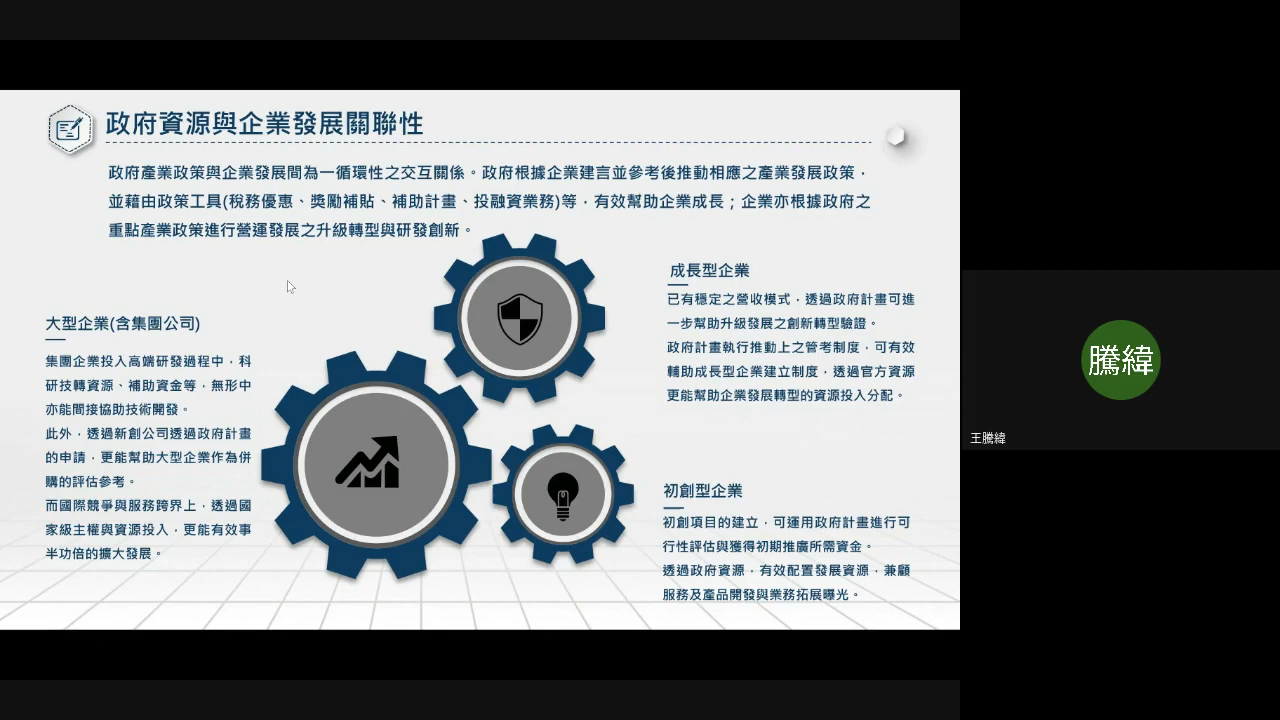 政府資源與企業發展關聯性
政府產業政策與企業發展間為一循環性之交互關係。政府根據企業建言並參考後推動相應之產業發展政策，
並藉由政策工具(稅務優惠、獎勵補貼、補助計畫、投融資業務)等，有效幫助企業成長；企業亦根據政府之
重點產業政策進行營運發展之升級轉型與研發創新。
大型企業(含集團公司)
集團企業投入高端研發過程中，科
研技轉資源、補助資金等，無形中
亦能間接協助技術開發。
此外，透過新創公司透過政府計畫
的申請，更能幫助大型企業作為併
購的評估參考。
而國際競爭與服務跨界上，透過國
家級主權與資源投入，更能有效事
半功倍的擴大發展。
成長型企業
已有穩定之營收模式，透過政府計畫可進
一步幫助升級發展之創新轉型驗證。
政府計畫執行推動上之管考制度，可有效
輔助成長型企業建立制度，透過官方資源
更能幫助企業發展轉型的資源投入分配。
初創型企業
初創項目的建立，可運用政府計畫進行可
行性評估與獲得初期推廣所需資金。
透過政府資源，有效配置發展資源，兼顧
服務及產品開發與業務拓展曝光。
騰緯
王騰緯